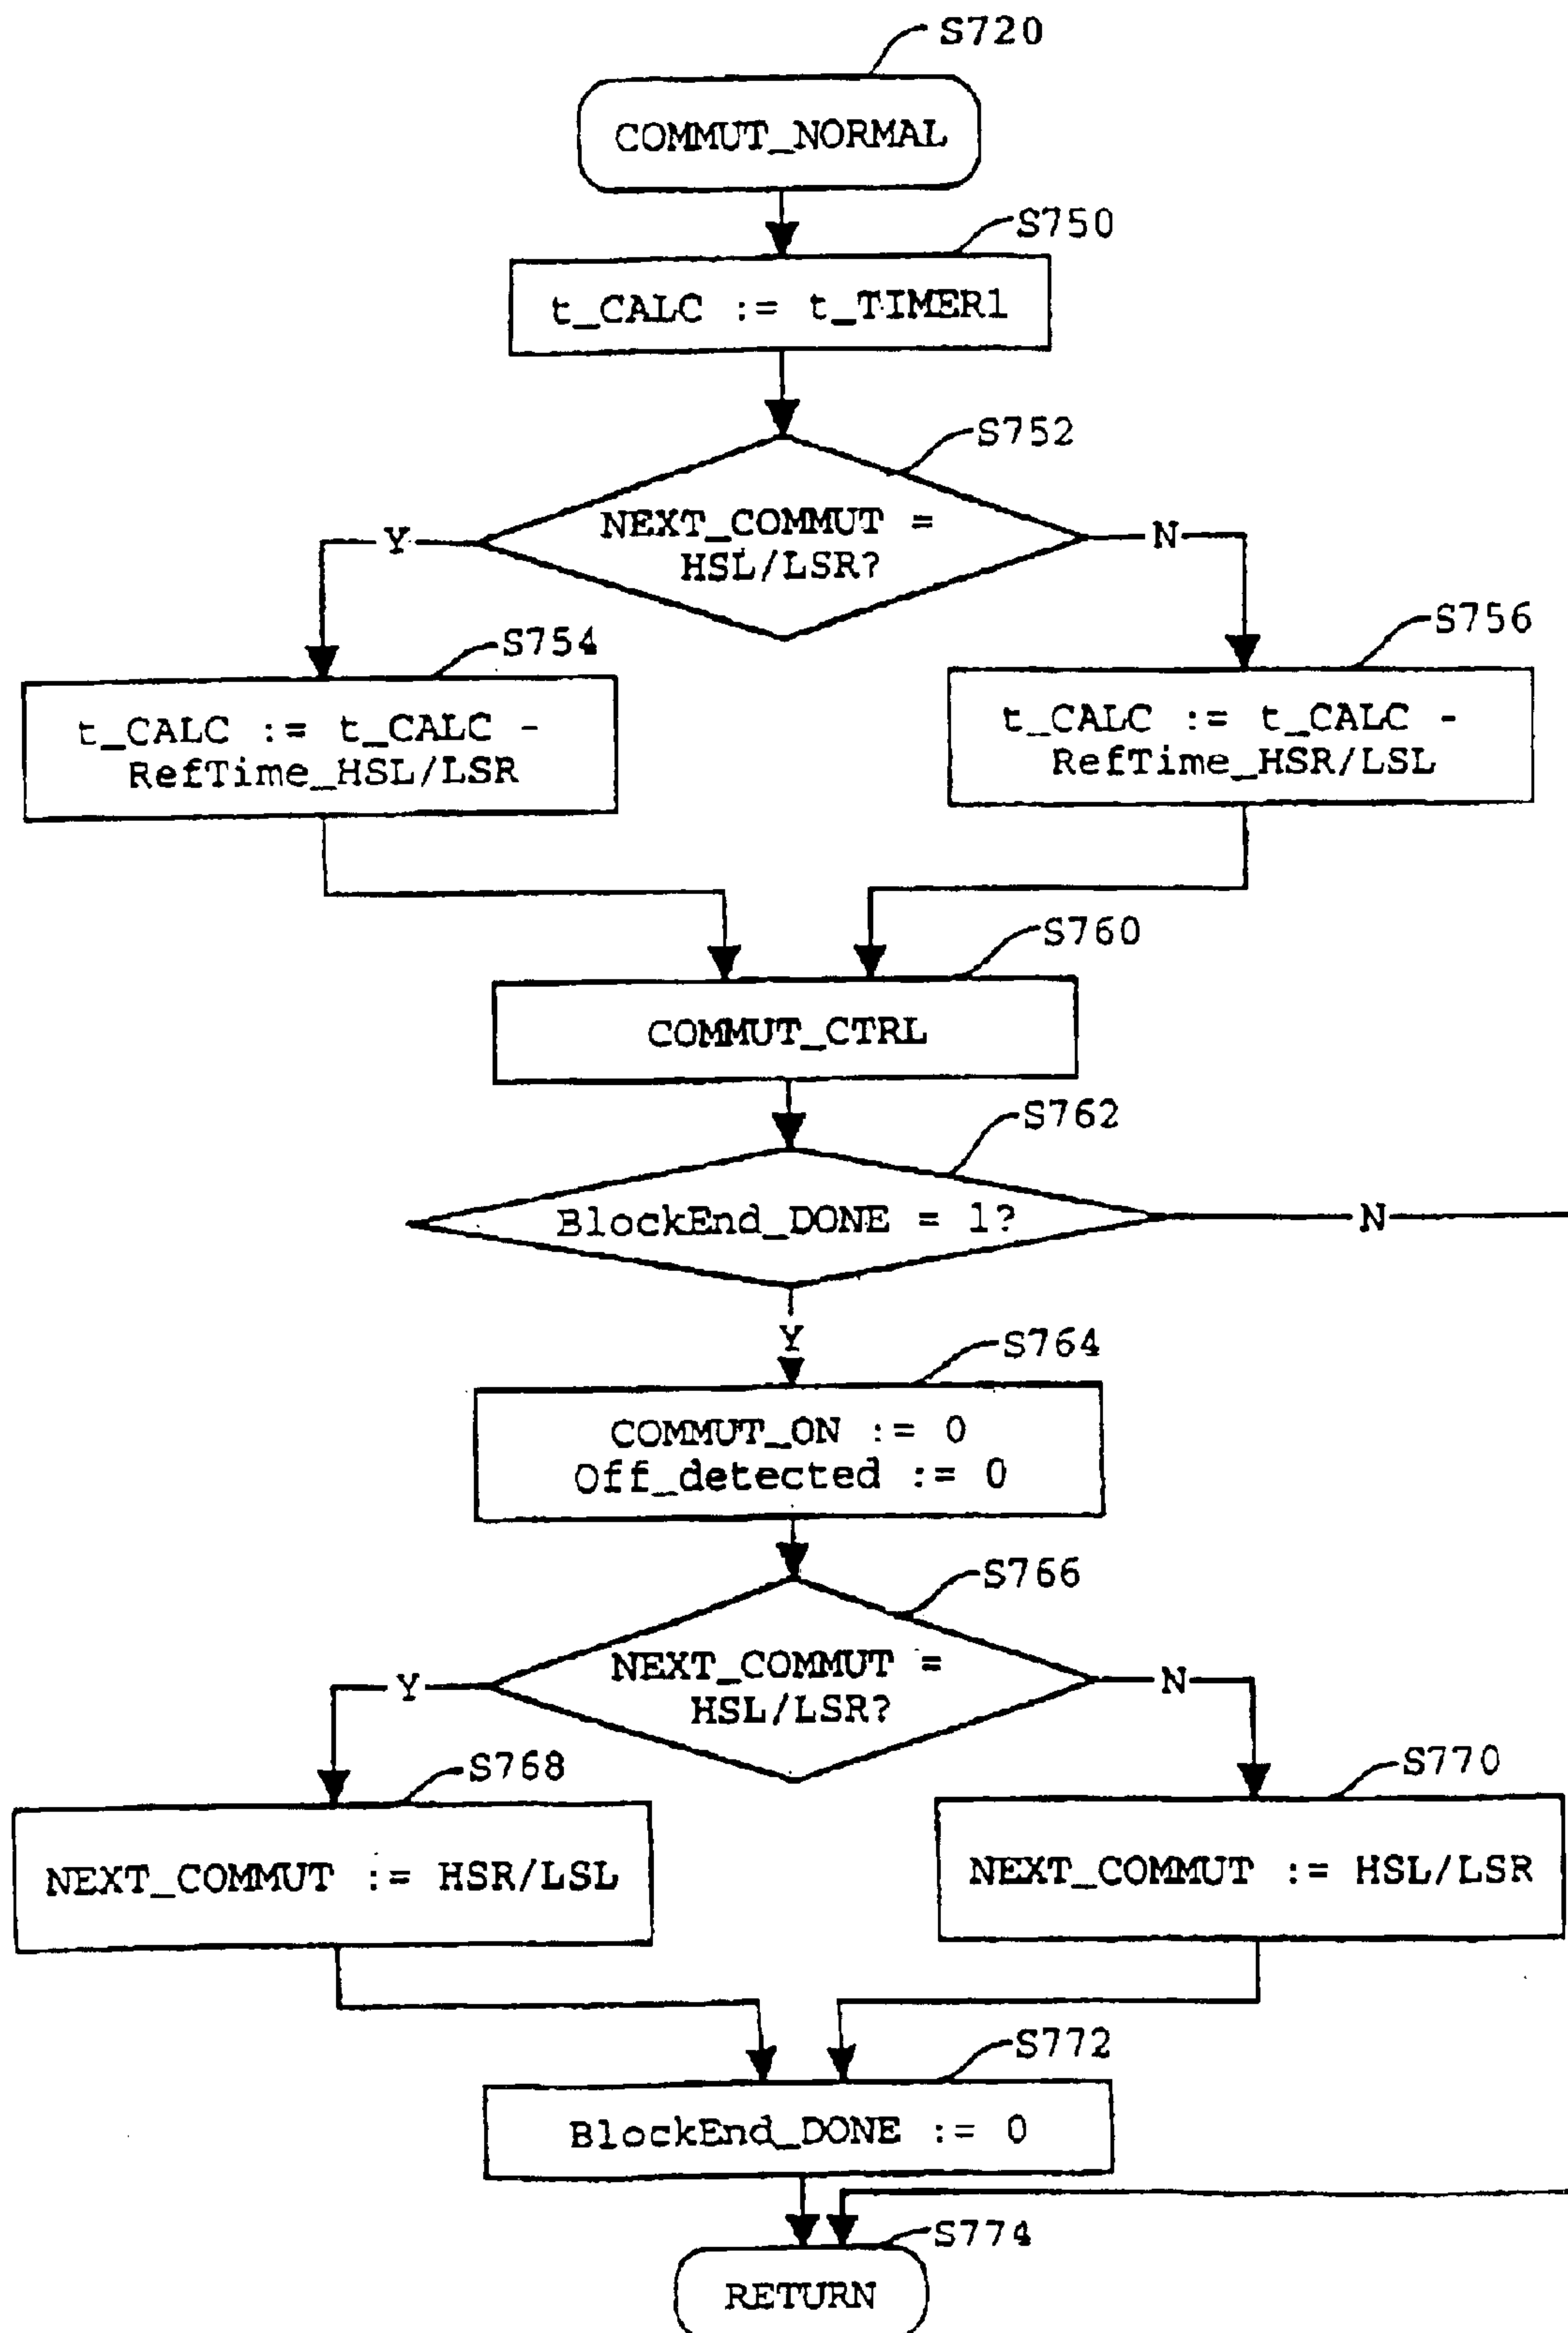 S720
COMMUT_NORMAL
S750
t_CALC := t_TIMER1
S752
NEXT_COMMUT =
HSL/LSR?
Y
N
S754
t_CALC := t_CALC -
RefTime_HSL/LSR
S756
t_CALC := t_CALC -
RefTime_HSR/LSL
S760
COMMUT_CTRL
S762
BlockEnd_DONE = 1?
N
Y
S764
COMMUT_ON := 0
Off_detected := 0
S766
NEXT_COMMUT =
HSL/LSR?
Y
N
S768
NEXT_COMMUT := HSR/LSL
S770
NEXT_COMMUT := HSL/LSR
S772
BlockEnd_DONE := 0
S774
RETURN